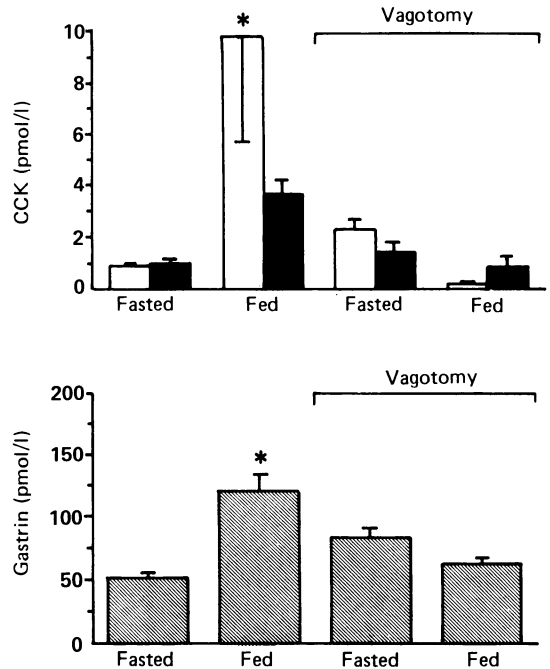 Vagotomy
*
10
8
6
4
2
0
CCK (pmol/l)
Fasted
Fed
Fasted
Fed
Vagotomy
200
150
100
50
0
*
Gastrin (pmol/l)
Fasted
Fed
Fasted
Fed